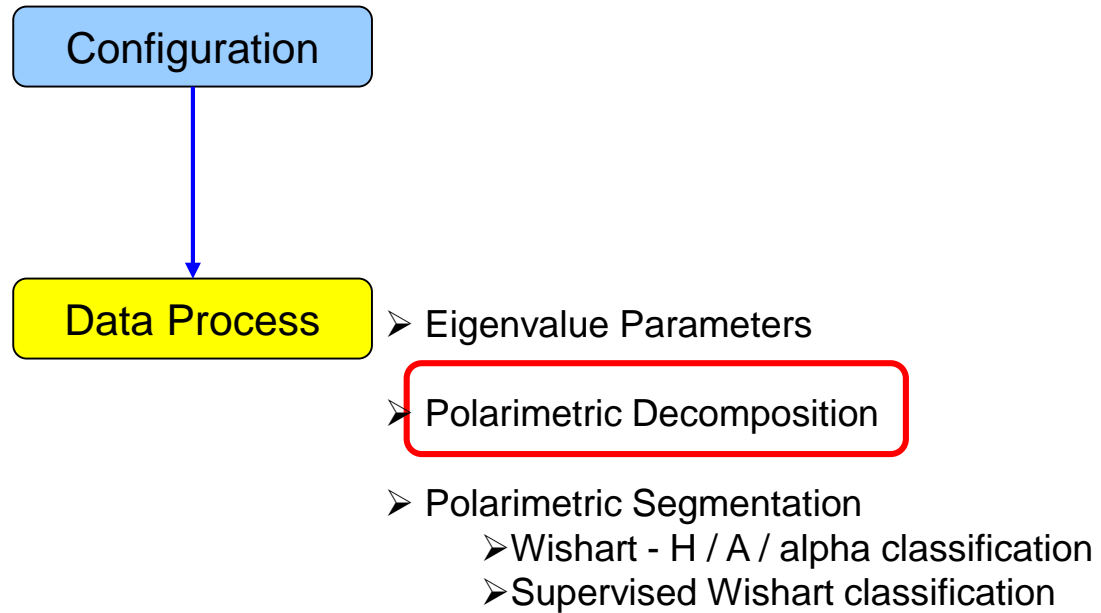 Configuration
Data Process
➢ Eigenvalue Parameters
➢ Polarimetric Decomposition
➢ Polarimetric Segmentation
➢Wishart - H / A / alpha classification
➢Supervised Wishart classification